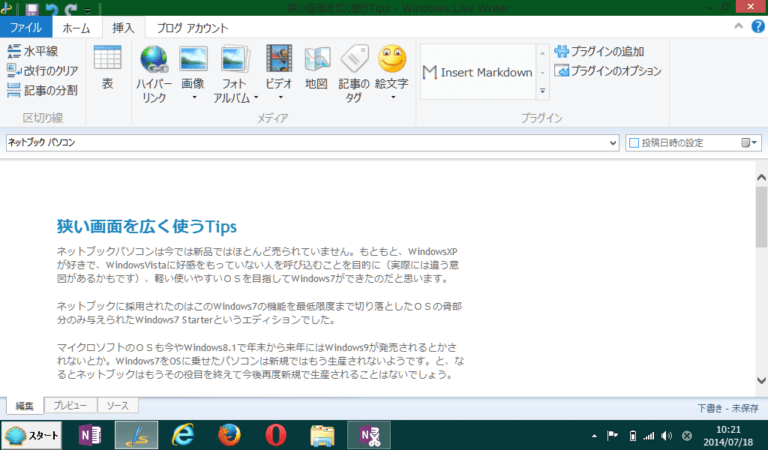 狭い画面を広く使うTips - Windows Live Writer
ファイル ホーム 挿入 ブログ アカウント
水平線
改行のクリア
記事の分割
区切り線
表
ハイパーリンク
画像
フォトアルバム
ビデオ
地図
記事のタグ
絵文字
メディア
Insert Markdown
プラグインの追加
プラグインのオプション
プラグイン
ネットブック パソコン
投稿日時の設定
狭い画面を広く使うTips
ネットブックパソコンは今では新品ではほとんど売られていません。もともと、WindowsXP
が好きで、WindowsVistaに好感をもっていない人を呼び込むことを目的に（実際には違う意
図があるかもです）、軽い使いやすいＯＳを目指してWindows7ができたのだと思います。
ネットブックに採用されたのはこのWindows7の機能を最低限度まで切り落としたＯＳの骨部
分のみ与えられたWindows7 Starterというエディションでした。
マイクロソフトのＯＳも今やWindows8.1で年末から来年にはWindows9が発売されるとかさ
れないとか。Windows7をOSに乗せたパソコンは新規ではもう生産されないようです。と、な
るとネットブックはもうその役目を終えて今後再度新規で生産されることはないでしょう。
編集 プレビュー ソース
下書き - 未保存
スタート
10:21
2014/07/18